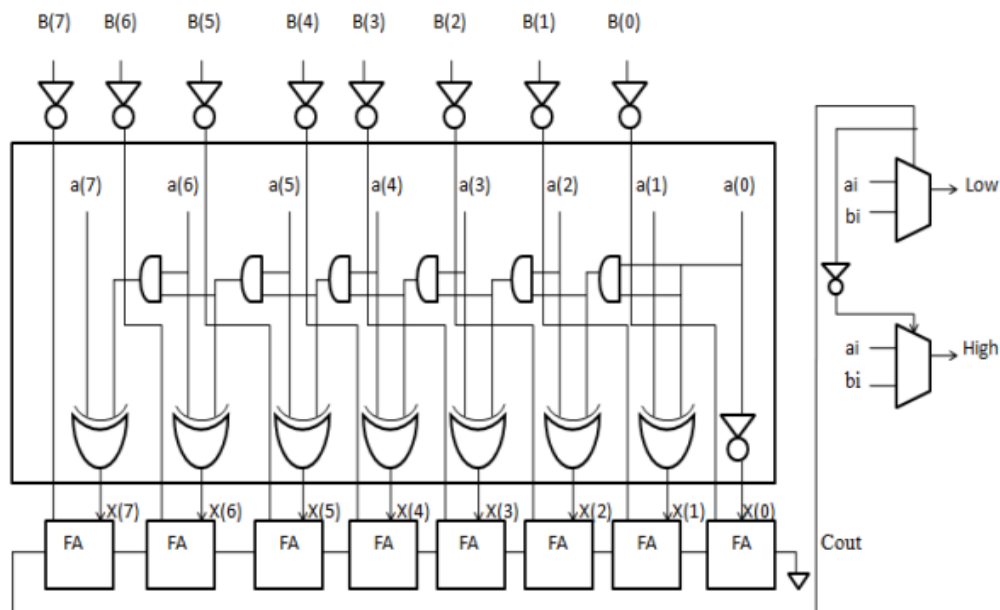 B(7) B(6) B(5) B(4) B(3) B(2) B(1) B(0)
a(7) a(6) a(5) a(4) a(3) a(2) a(1) a(0)
ai
bi
Low
ai
bi
High
X(7) X(6) X(5) X(4) X(3) X(2) X(1) X(0)
FA FA FA FA FA FA FA FA
Cout